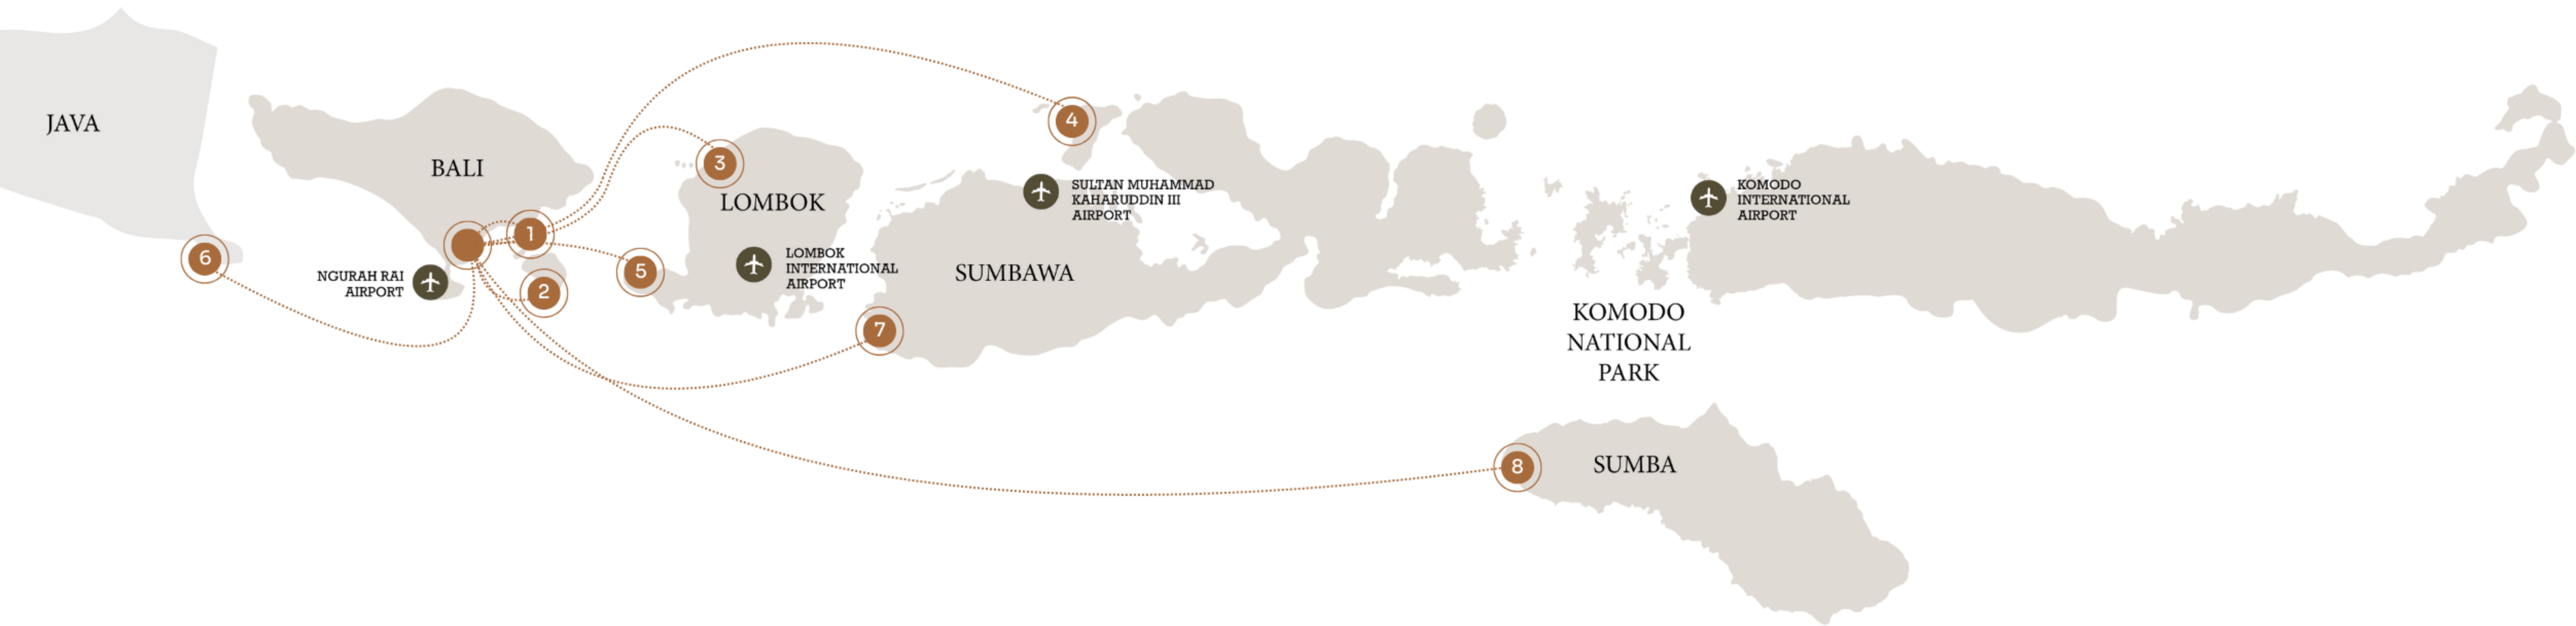 JAVA
BALI
LOMBOK
SUMBAWA
KOMODO
NATIONAL
PARK
SUMBA
NGURAH RAI
AIRPORT
LOMBOK
INTERNATIONAL
AIRPORT
SULTAN MUHAMMAD
KAHARUDDIN III
AIRPORT
KOMODO
INTERNATIONAL
AIRPORT
1
2
3
4
5
6
7
8